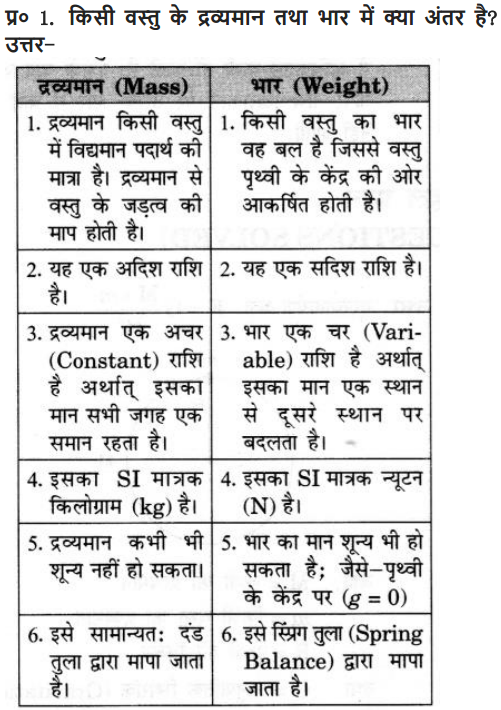 प्र० 1. किसी वस्तु के द्रव्यमान तथा भार में क्या अंतर है?
उत्तर–
द्रव्यमान (Mass)
भार (Weight)
1. द्रव्यमान किसी वस्तु
में विद्यमान पदार्थ की
मात्रा है। द्रव्यमान से
वस्तु के जड़त्व की
माप होती है।
1. किसी वस्तु का भार
वह बल है जिससे वस्तु
पृथ्वी के केंद्र की ओर
आकर्षित होती है।
2. यह एक अदिश राशि
है।
2. यह एक सदिश राशि है।
3. द्रव्यमान एक अचर
(Constant) राशि
है अर्थात् इसका
मान सभी जगह एक
समान रहता है।
3. भार एक चर (Vari-
able) राशि है अर्थात्
इसका मान एक स्थान
से दूसरे स्थान पर
बदलता है।
4. इसका SI मात्रक
किलोग्राम (kg) है।
4. इसका SI मात्रक न्यूटन
(N) है।
5. द्रव्यमान कभी भी
शून्य नहीं हो सकता।
5. भार का मान शून्य भी हो
सकता है; जैसे–पृथ्वी
के केंद्र पर (g = 0)
6. इसे सामान्यत: दंड
तुला द्वारा मापा जाता
है।
6. इसे स्प्रिग तुला (Spring
Balance) द्वारा मापा
जाता है।